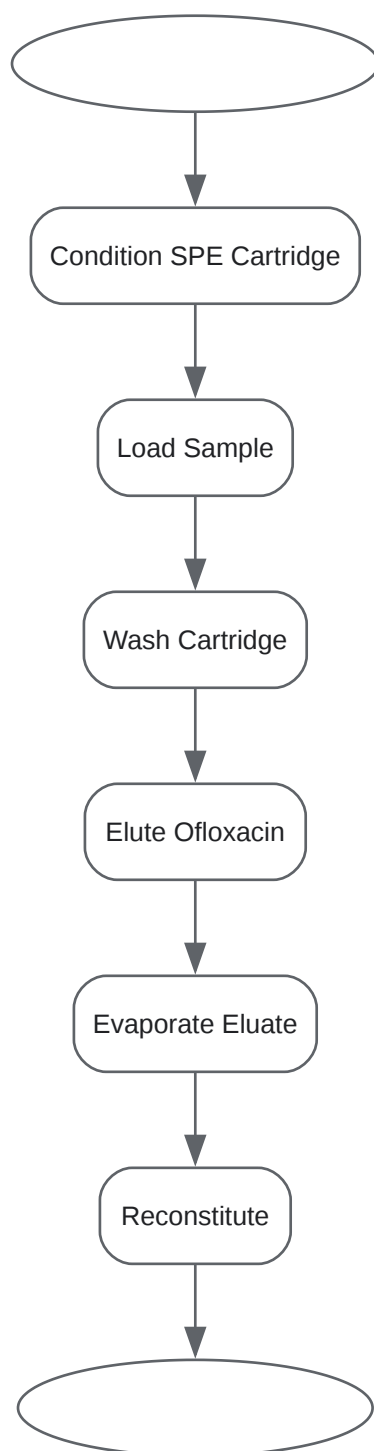 Condition SPE Cartridge
Load Sample
Wash Cartridge
Elute Ofloxacin
Evaporate Eluate
Reconstitute